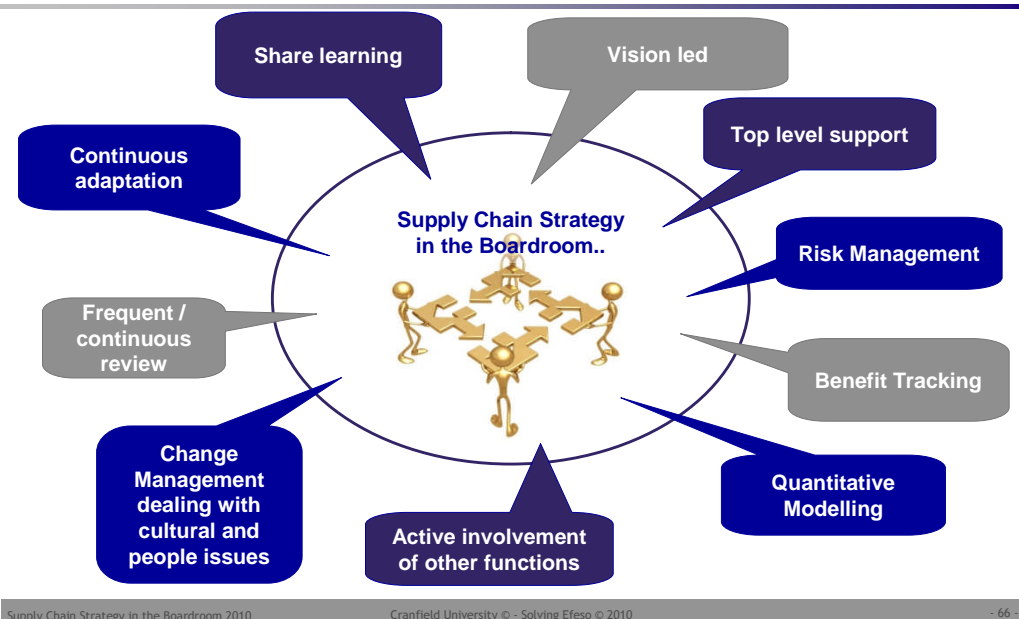 Share learning
Vision led
Top level support
Continuous
adaptation
Supply Chain Strategy
in the Boardroom..
Risk Management
Frequent /
continuous
review
Benefit Tracking
Change
Management
dealing with
cultural and
people issues
Quantitative
Modelling
Active involvement
of other functions
Supply Chain Strategy in the Boardroom 2010
Cranfield University © - Solving Efeso © 2010
- 66 -